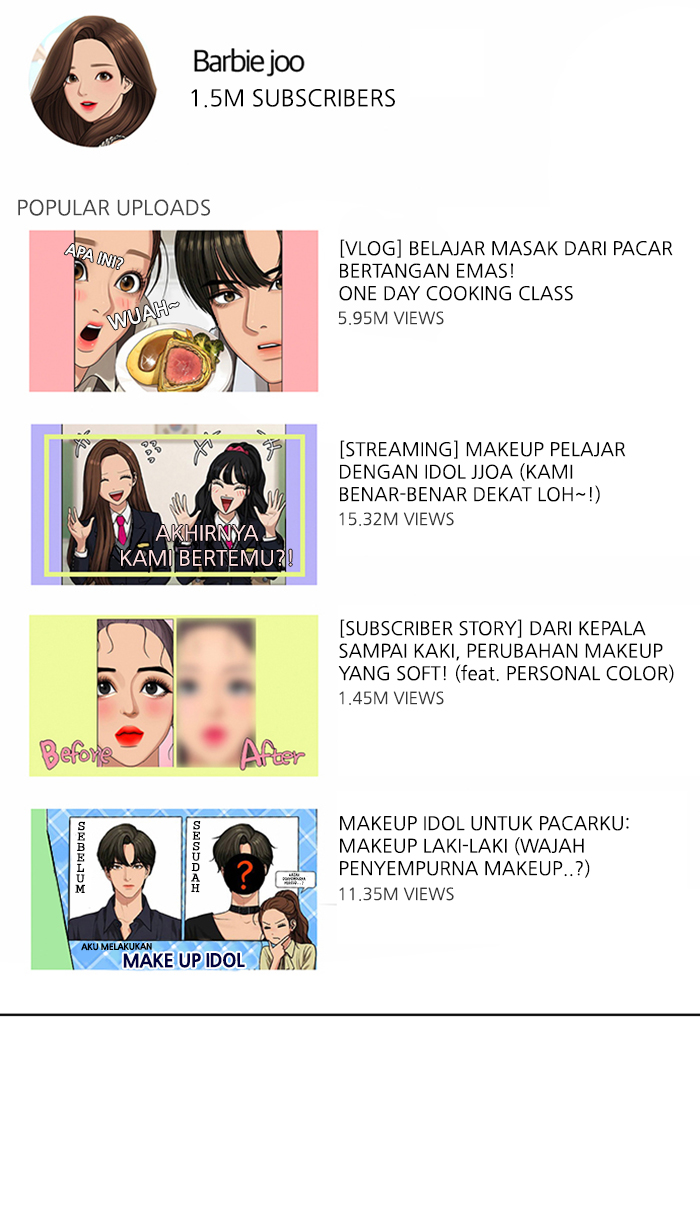 Barbie joo
1.5M SUBSCRIBERS
POPULAR UPLOADS
APA INI?
WUAH~
[VLOG] BELAJAR MASAK DARI PACAR
BERTANGAN EMAS!
ONE DAY COOKING CLASS
5.95M VIEWS
AKHIRNYA
KAMI BERTEMU?!
[STREAMING] MAKEUP PELAJAR
DENGAN IDOL JJOA (KAMI
BENAR-BENAR DEKAT LOH~!)
15.32M VIEWS
Before
After
[SUBSCRIBER STORY] DARI KEPALA
SAMPAI KAKI, PERUBAHAN MAKEUP
YANG SOFT! (feat. PERSONAL COLOR)
1.45M VIEWS
SEBELUM
SESUDAH
?
AKU MELAKUKAN
MAKE UP IDOL
MAKEUP IDOL UNTUK PACARKU:
MAKEUP LAKI-LAKI (WAJAH
PENYEMPURNA MAKEUP..?)
11.35M VIEWS